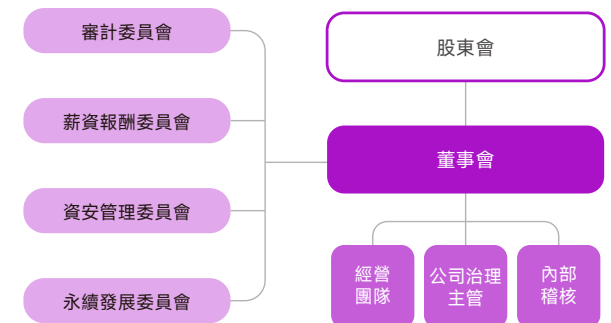 審計委員會
薪資報酬委員會
資安管理委員會
永續發展委員會
股東會
董事會
經營
團隊
公司治理
主管
內部
稽核